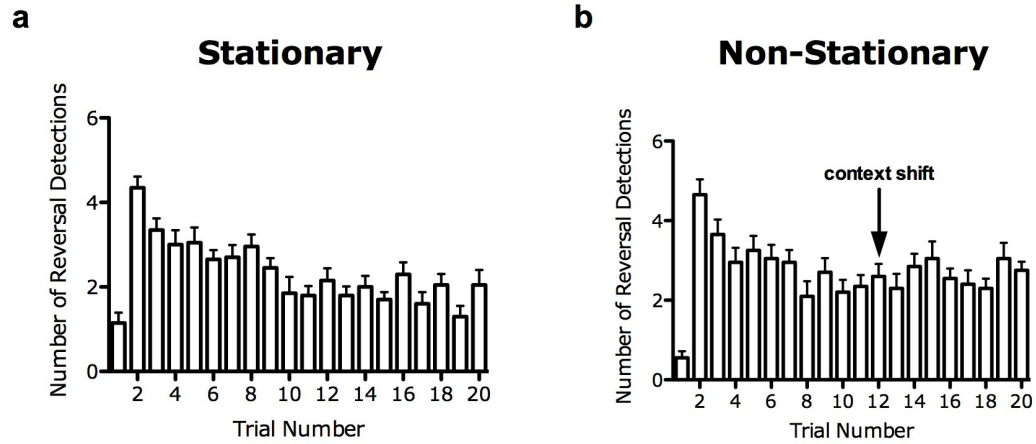 a
Stationary
Number of Reversal Detections
6
4
2
0
2 4 6 8 10 12 14 16 18 20
Trial Number
b
Non-Stationary
Number of Reversal Detections
6
4
2
0
context shift
2 4 6 8 10 12 14 16 18 20
Trial Number